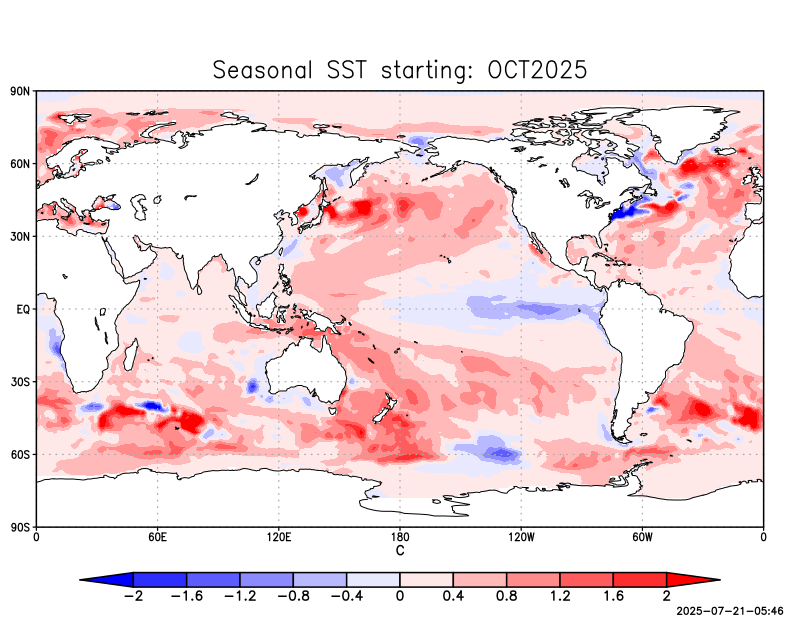 Seasonal SST starting: OCT2025
90N
60N
30N
EQ
30S
60S
90S
0 60E 120E 180 120W 60W 0
C
−2 −1.6 −1.2 −0.8 −0.4 0 0.4 0.8 1.2 1.6 2
2025-07-21-05:46